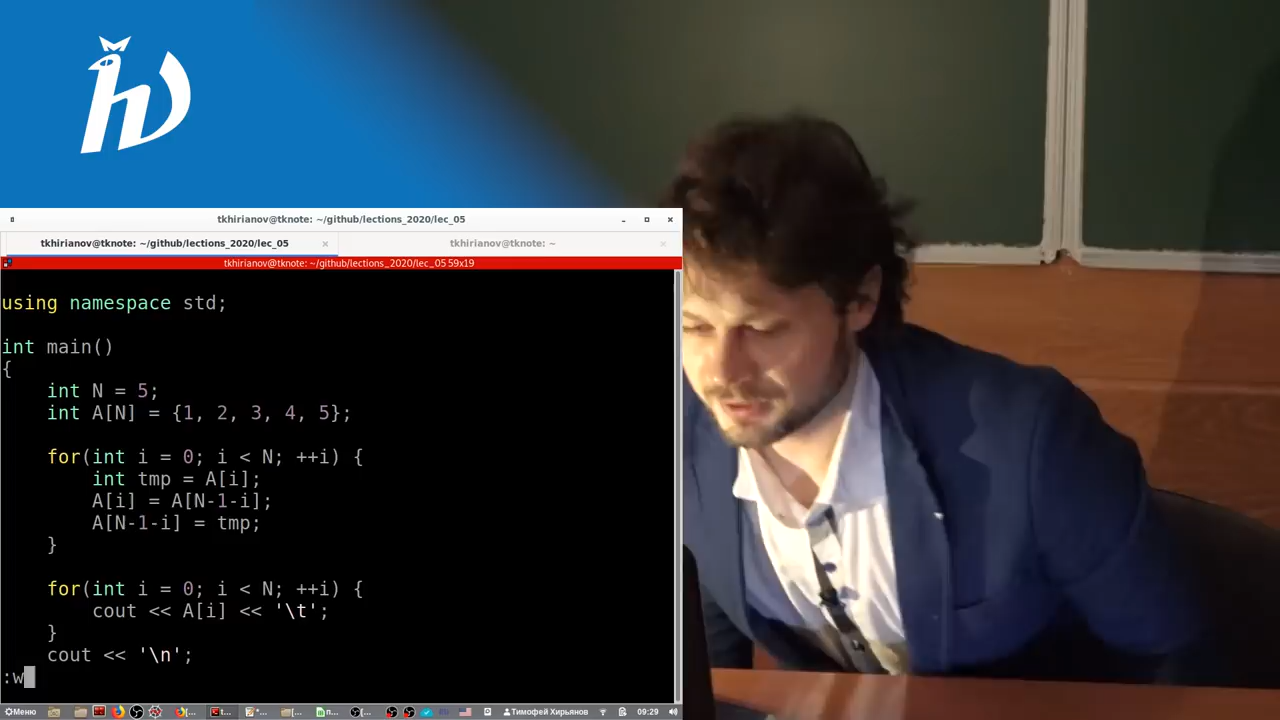 tkhirianov@tknote: ~/github/lections_2020/lec_05
tkhirianov@tknote: ~/github/lections_2020/lec_05
tkhirianov@tknote: ~
tkhirianov@tknote: ~/github/lections_2020/lec_05 59x19
using namespace std;
int main()
{
int N = 5;
int A[N] = {1, 2, 3, 4, 5};
for(int i = 0; i < N; ++i) {
int tmp = A[i];
A[i] = A[N-1-i];
A[N-1-i] = tmp;
}
for(int i = 0; i < N; ++i) {
cout << A[i] << '\t';
}
cout << '\n';
:w
Меню
Тимофей Хирьянов
09:29